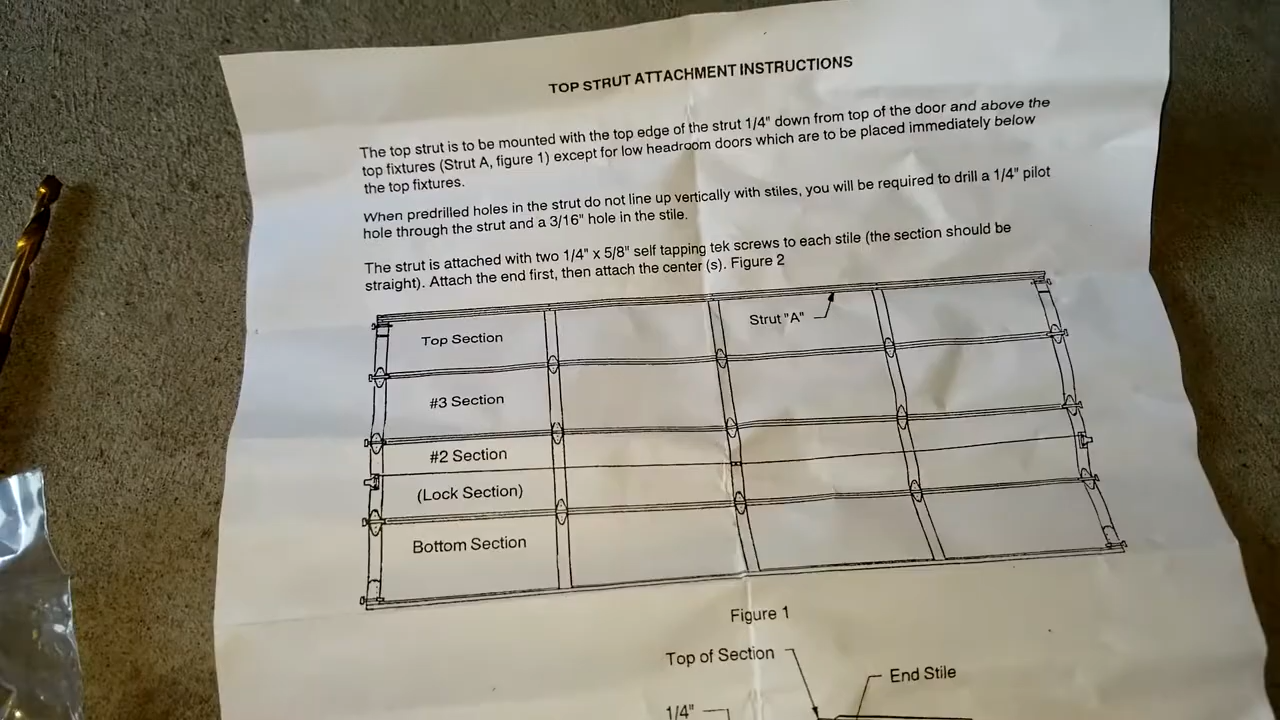 TOP STRUT ATTACHMENT INSTRUCTIONS
The top strut is to be mounted with the top edge of the strut 1/4" down from top of the door and above the
top fixtures (Strut A, figure 1) except for low headroom doors which are to be placed immediately below
the top fixtures.
When predrilled holes in the strut do not line up vertically with stiles, you will be required to drill a 1/4" pilot
hole through the strut and a 3/16" hole in the stile.
The strut is attached with two 1/4" x 5/8" self tapping tek screws to each stile (the section should be
straight). Attach the end first, then attach the center (s). Figure 2
Strut "A"
Top Section
#3 Section
#2 Section
(Lock Section)
Bottom Section
Figure 1
Top of Section
End Stile
1/4"